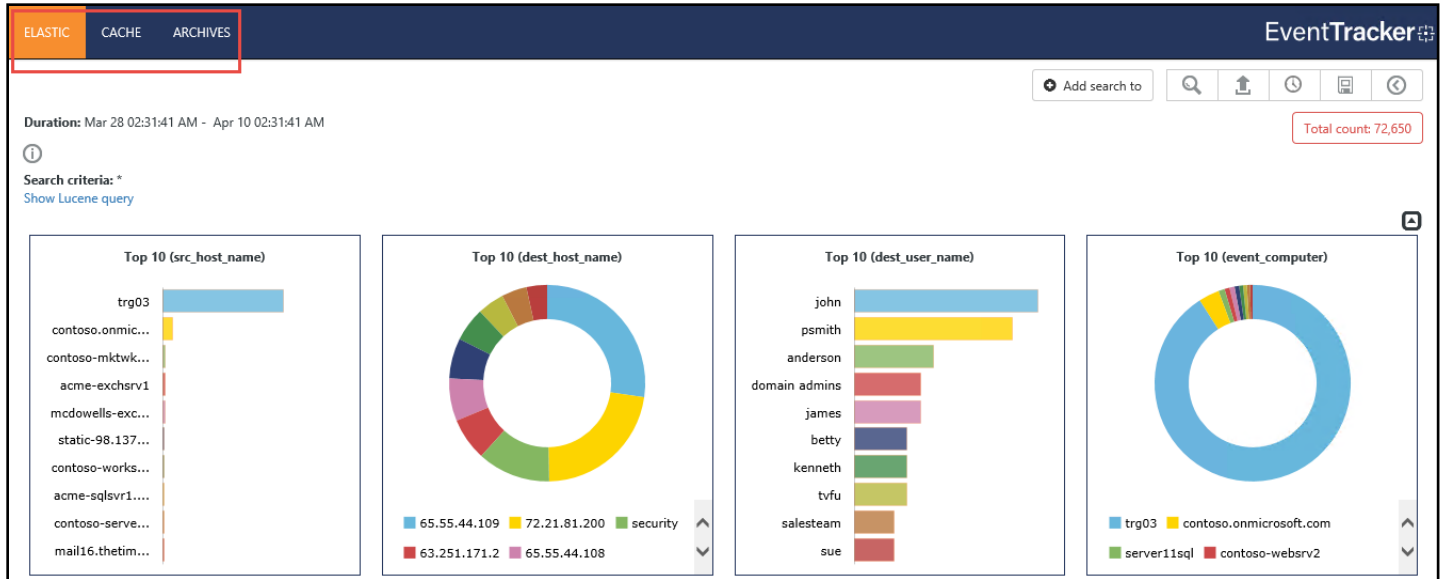 ELASTIC CACHE ARCHIVES
EventTracker
Add search to
Duration: Mar 28 02:31:41 AM - Apr 10 02:31:41 AM
Total count: 72,650
Search criteria: *
Show Lucene query
Top 10 (src_host_name)
trg03
contoso.onmic...
contoso-mktwk...
acme-exchsrv1
mcdowells-exc...
static-98.137...
contoso-works...
acme-sqlsvr1....
contoso-serve...
mail16.thetim...
Top 10 (dest_host_name)
65.55.44.109 72.21.81.200 security
63.251.171.2 65.55.44.108
Top 10 (dest_user_name)
john
psmith
anderson
domain admins
james
betty
kenneth
tvfu
salesteam
sue
Top 10 (event_computer)
trg03 contoso.onmicrosoft.com
server11sql contoso-websrv2